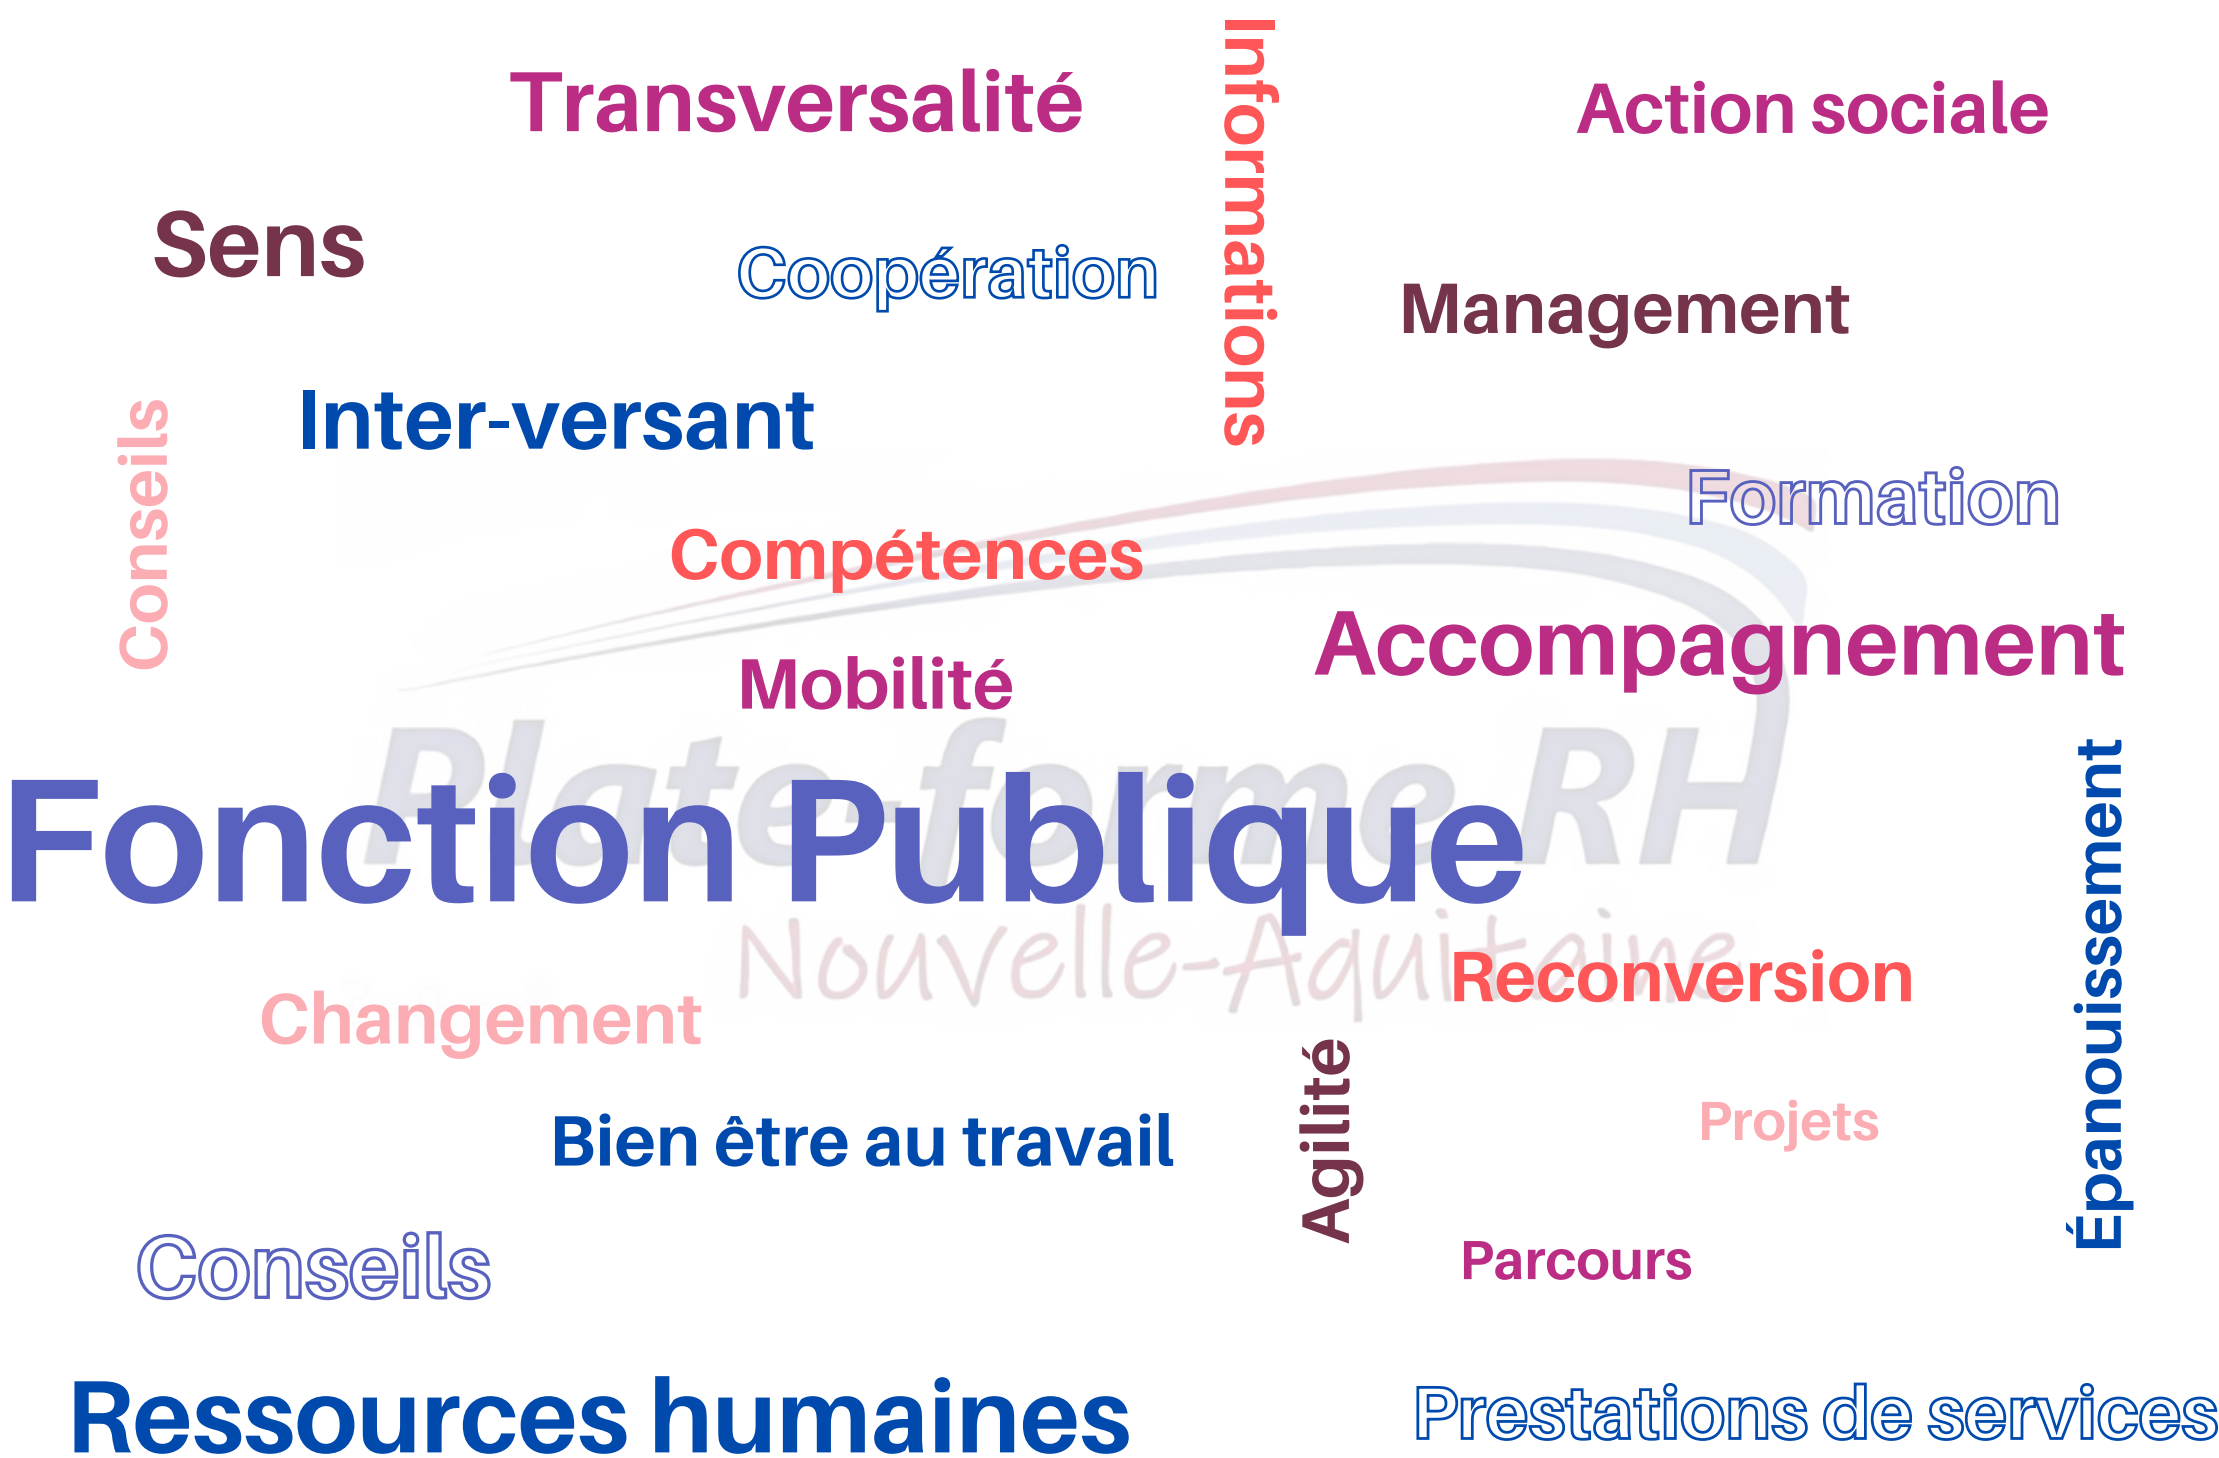 Transversalité
Informations
Action sociale
Sens
Coopération
Management
Inter-versant
Conseils
Formation
Compétences
Accompagnement
Mobilité
Plate-forme RH
Fonction Publique
Épanouissement
Nouvelle-Aquitaine
Reconversion
Changement
Agilité
Projets
Bien être au travail
Conseils
Parcours
Ressources humaines
Prestations de services